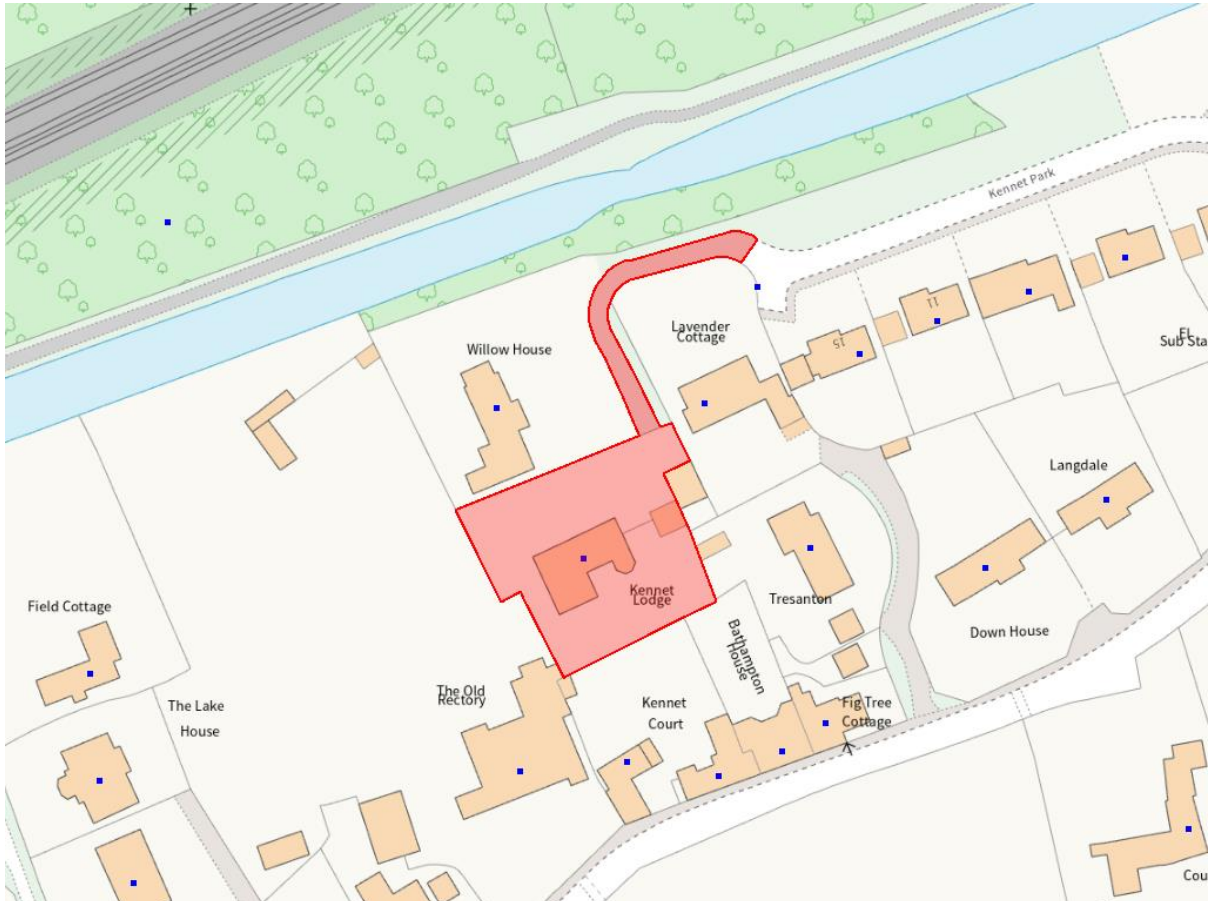 Kennet Park
Lavender
Cottage
11
15
Willow House
El
Sub Sta
Langdale
Kennet
Lodge
Tresanton
Field Cottage
Down House
Bathampton
House
The Old
Rectory
The Lake
House
Kennet
Court
Fig Tree
Cottage
Cou